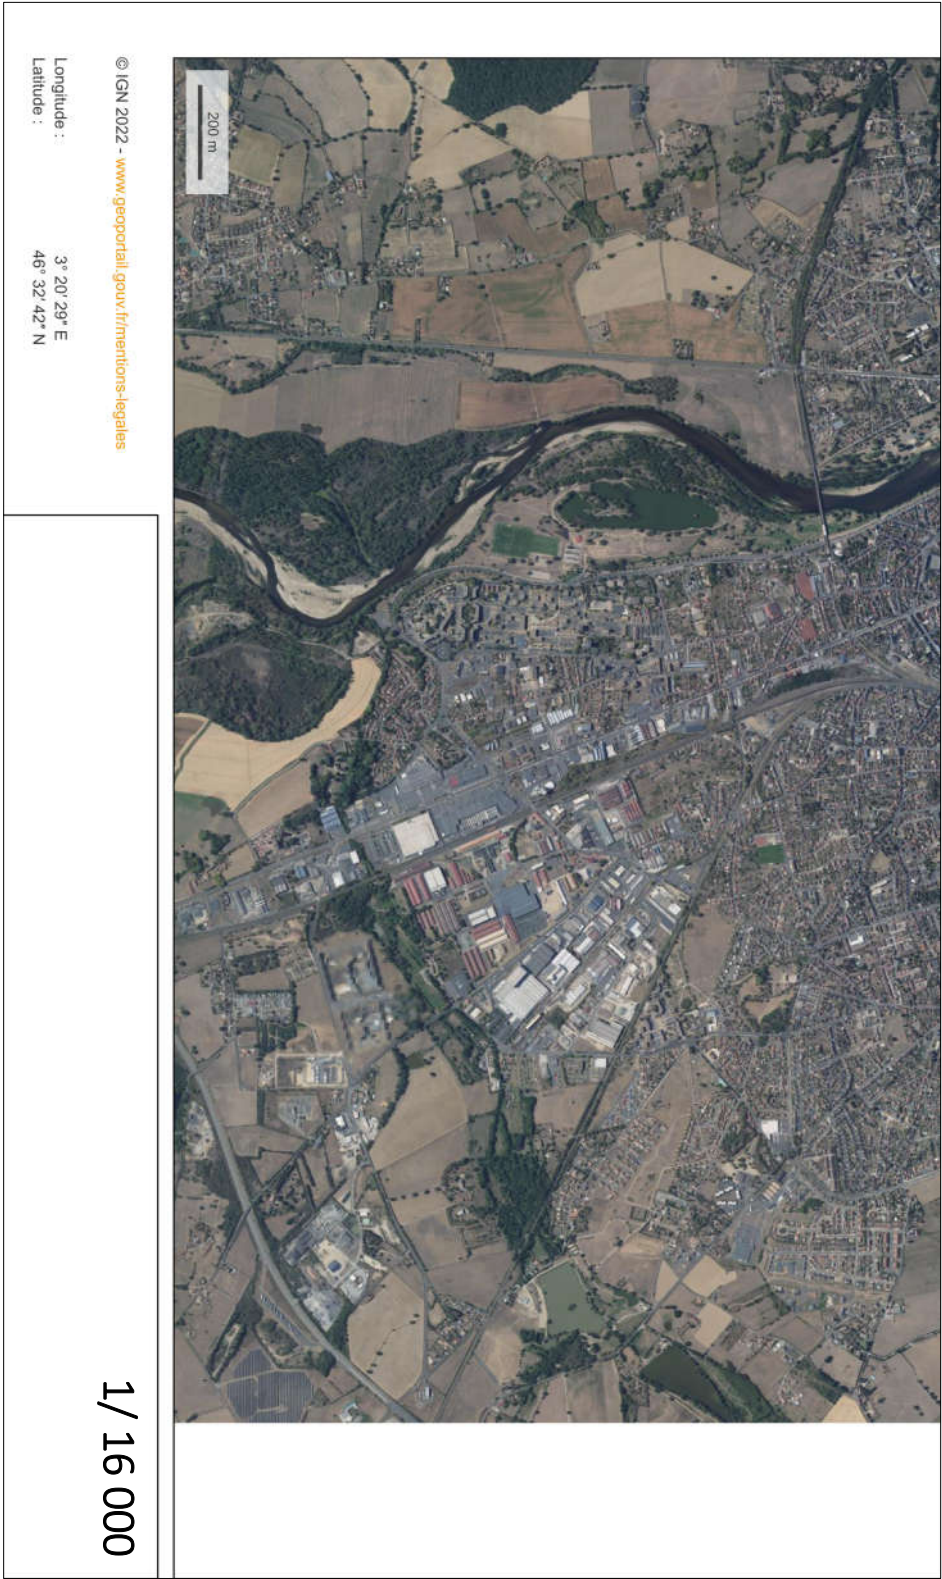 200 m
© IGN 2022 - www.geoportail.gouv.fr/mentions-legales
Longitude : 3° 20' 29" E
Latitude : 46° 32' 42" N
1/ 16 000